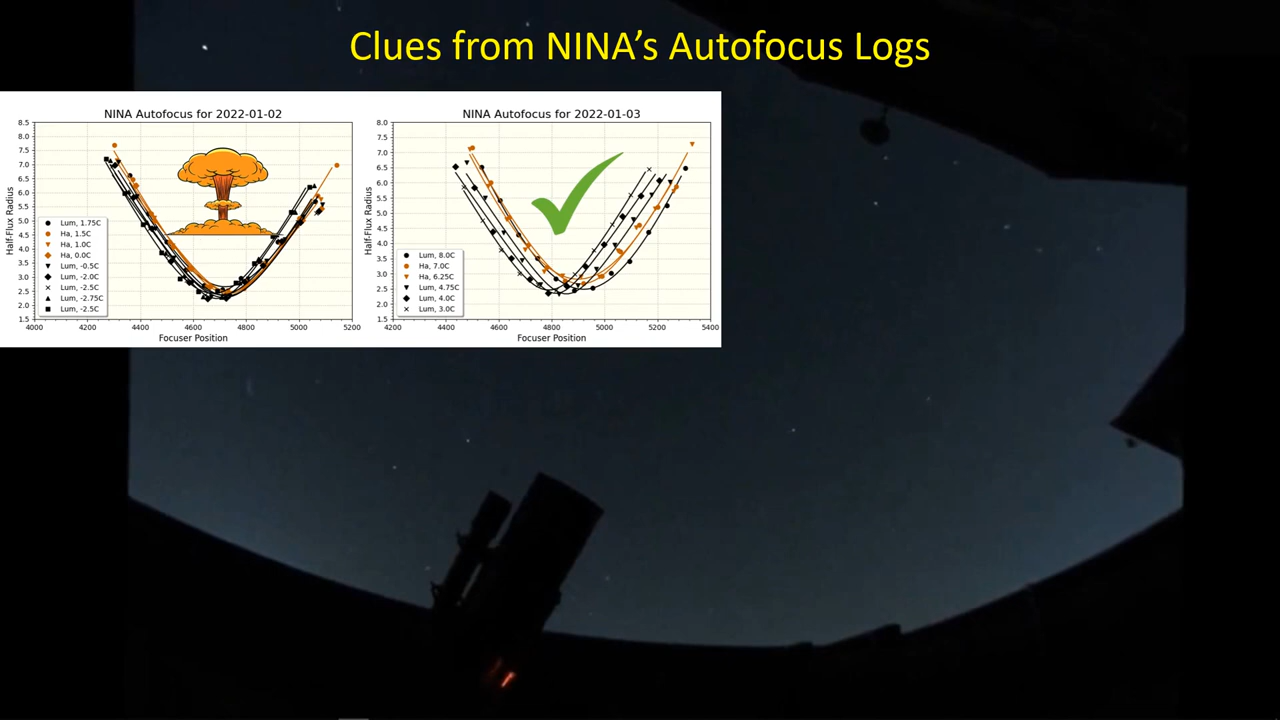 Clues from NINA's Autofocus Logs
NINA Autofocus for 2022-01-02
8.5
8.0
7.5
7.0
6.5
6.0
5.5
5.0
4.5
4.0
3.5
3.0
2.5
2.0
1.5
Half-Flux Radius
Lum, 1.75C
Ha, 1.5C
Ha, 1.0C
Ha, 0.0C
Lum, -0.5C
Lum, -2.0C
Lum, -2.5C
Lum, -2.75C
Lum, -2.5C
4000 4200 4400 4600 4800 5000 5200
Focuser Position
NINA Autofocus for 2022-01-03
8.0
7.5
7.0
6.5
6.0
5.5
5.0
4.5
4.0
3.5
3.0
2.5
2.0
1.5
Half-Flux Radius
Lum, 8.0C
Ha, 7.0C
Ha, 6.25C
Lum, 4.75C
Lum, 4.0C
Lum, 3.0C
4200 4400 4600 4800 5000 5200 5400
Focuser Position